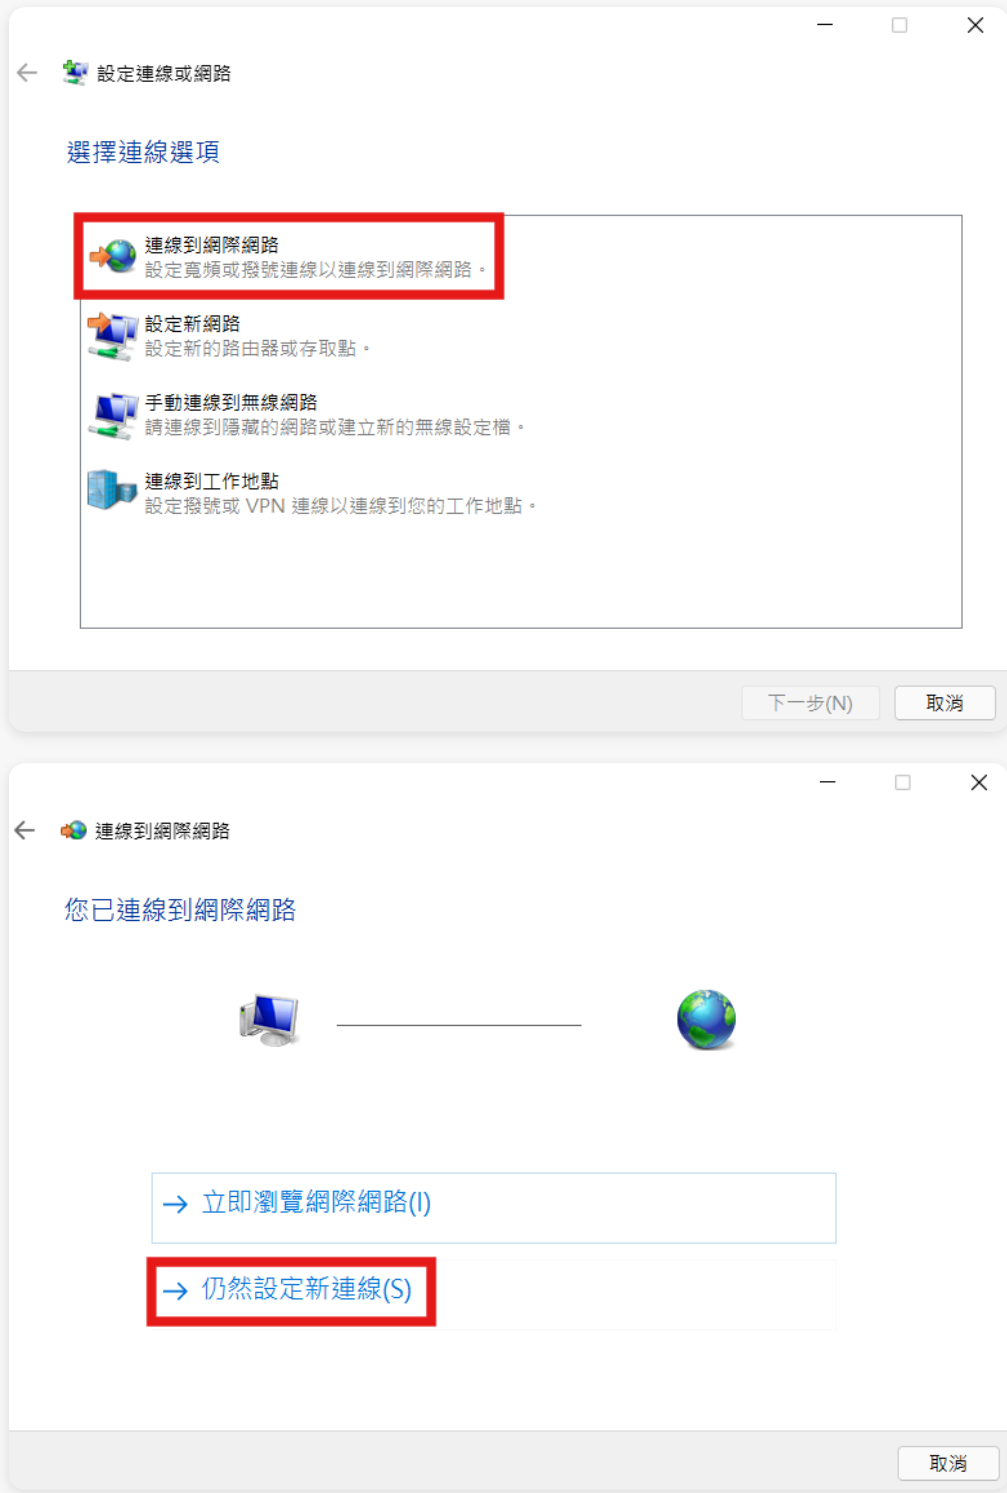 設定連線或網路
選擇連線選項
連線到網際網路
設定寬頻或撥號連線以連線到網際網路。
設定新網路
設定新的路由器或存取點。
手動連線到無線網路
請連線到隱藏的網路或建立新的無線設定檔。
連線到工作地點
設定撥號或 VPN 連線以連線到您的工作地點。
下一步(N)
取消
連線到網際網路
您已連線到網際網路
立即瀏覽網際網路(I)
仍然設定新連線(S)
取消